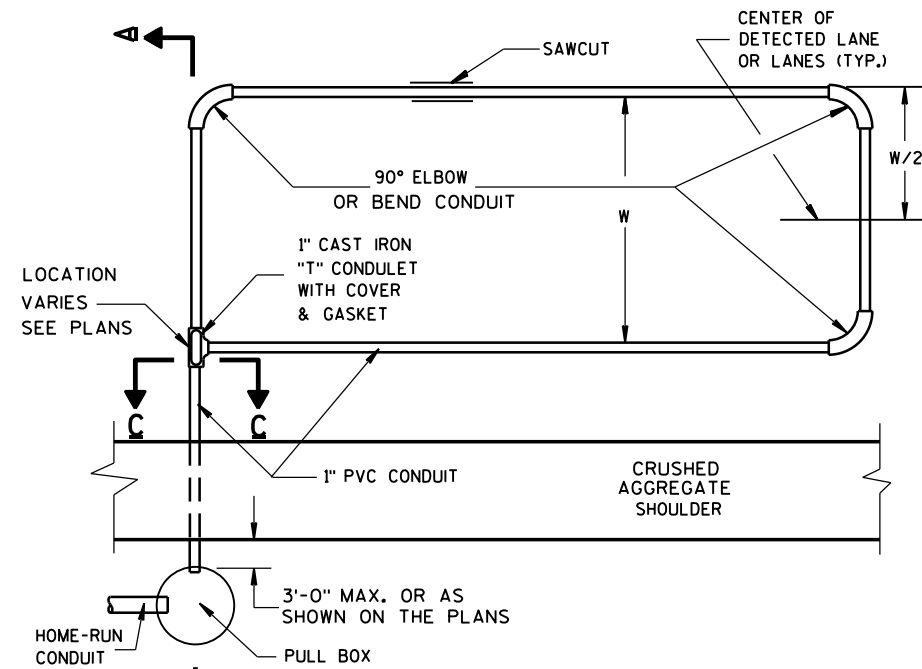 A
SAWCUT
CENTER OF
DETECTED LANE
OR LANES (TYP.)
W/2
90° ELBOW
OR BEND CONDUIT
W
1" CAST IRON
"T" CONDULET
WITH COVER
& GASKET
LOCATION
VARIES
SEE PLANS
C
C
1" PVC CONDUIT
CRUSHED
AGGREGATE
SHOULDER
3'-0" MAX. OR AS
SHOWN ON THE PLANS
HOME-RUN
CONDUIT
PULL BOX